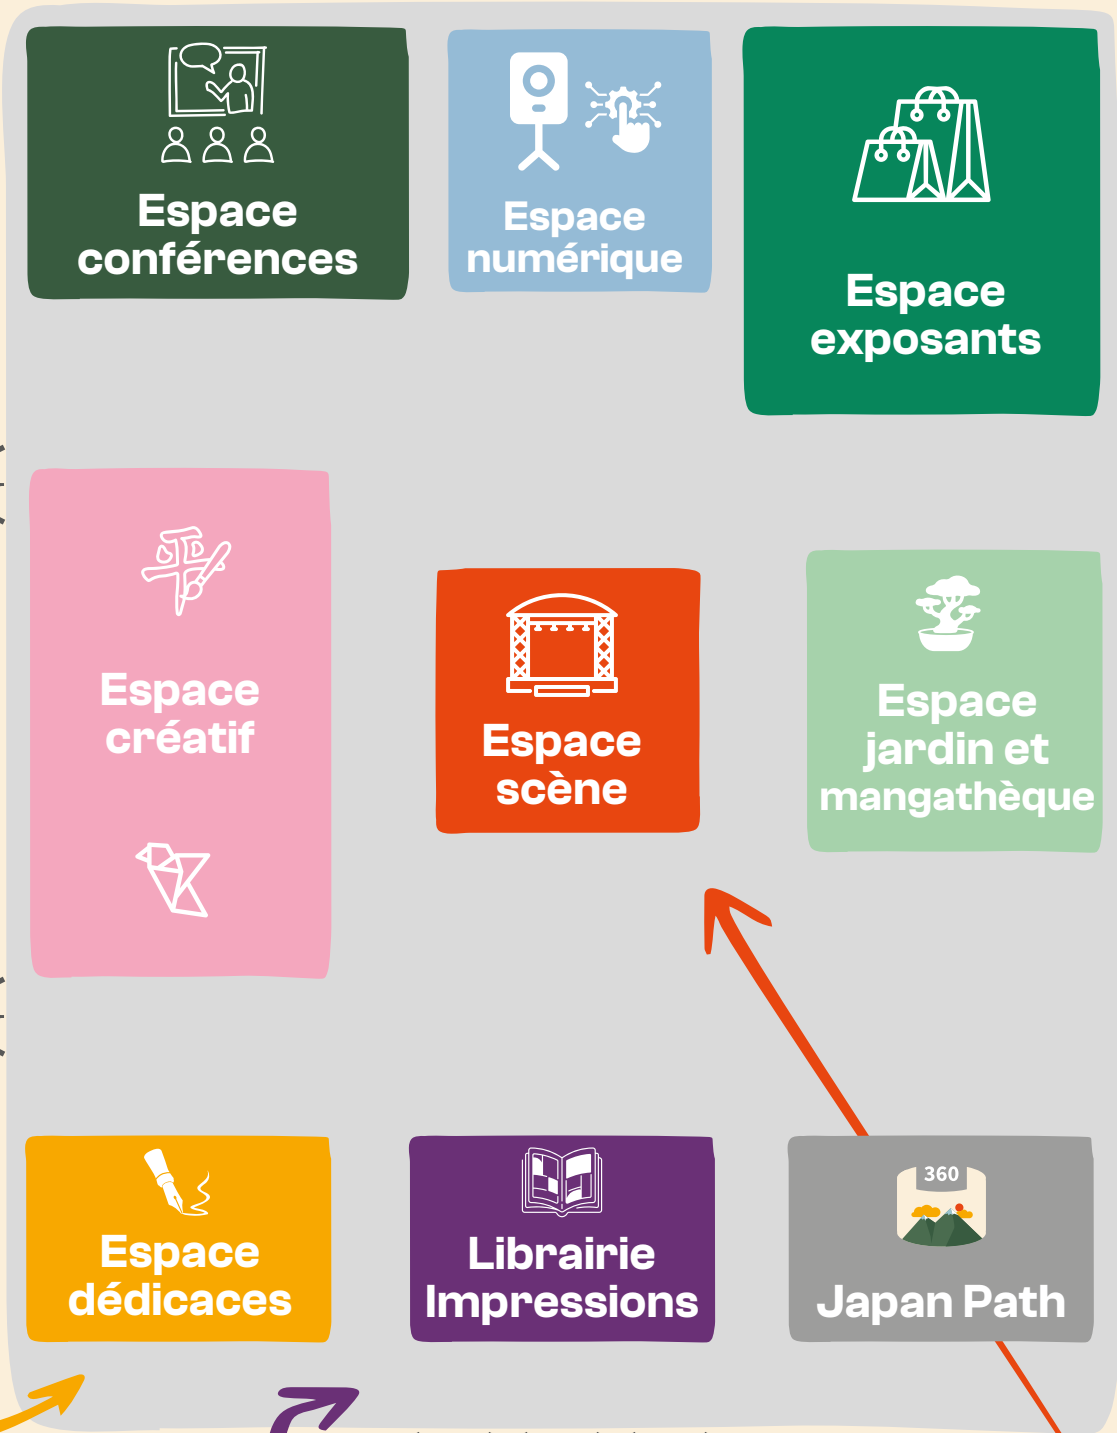 Espace
conférences
Espace
numérique
Espace
exposants
平
Espace
créatif
Espace
scène
Espace
jardin et
mangathèque
Espace
dédicaces
Librairie
Impressions
360
Japan Path